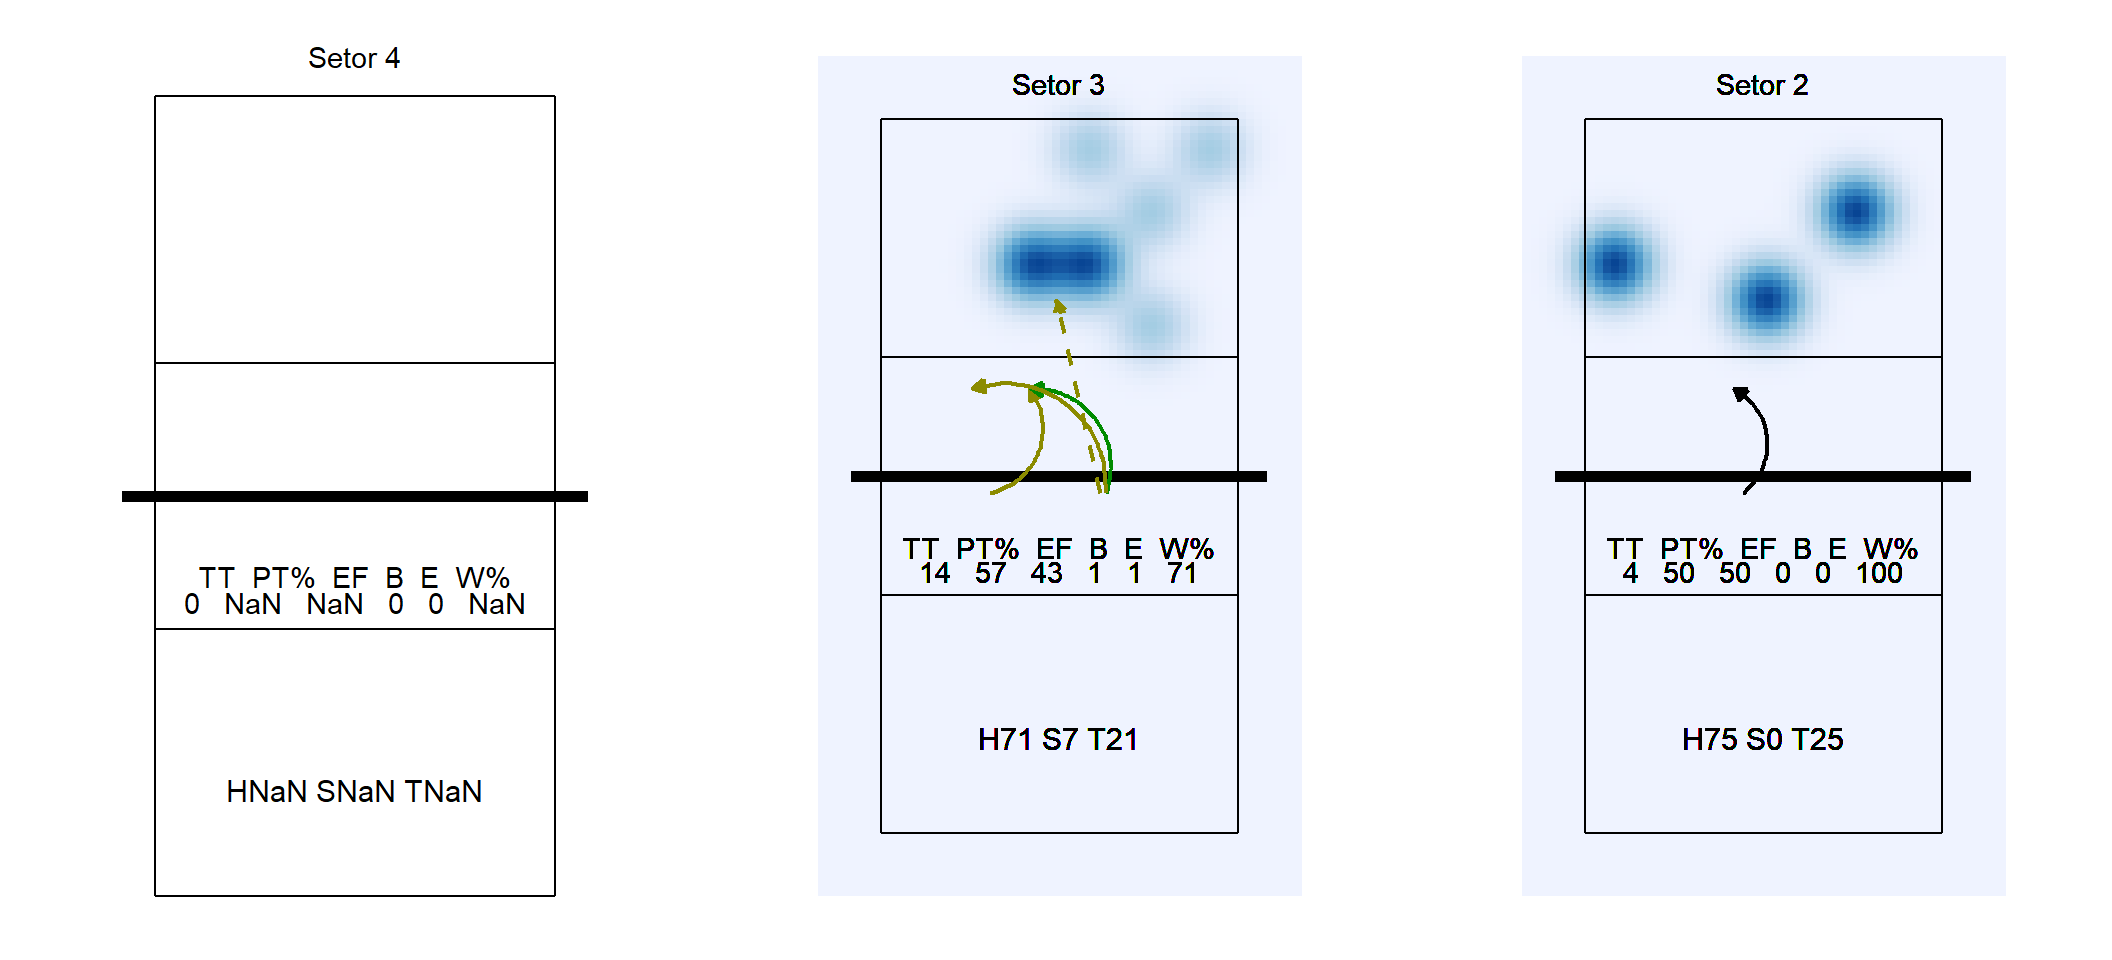 Setor 4
TT PT% EF B E W%
0 NaN NaN 0 0 NaN
HNaN SNaN TNaN
Setor 3
TT PT% EF B E W%
14 57 43 1 1 71
H71 S7 T21
Setor 2
TT PT% EF B E W%
4 50 50 0 0 100
H75 S0 T25